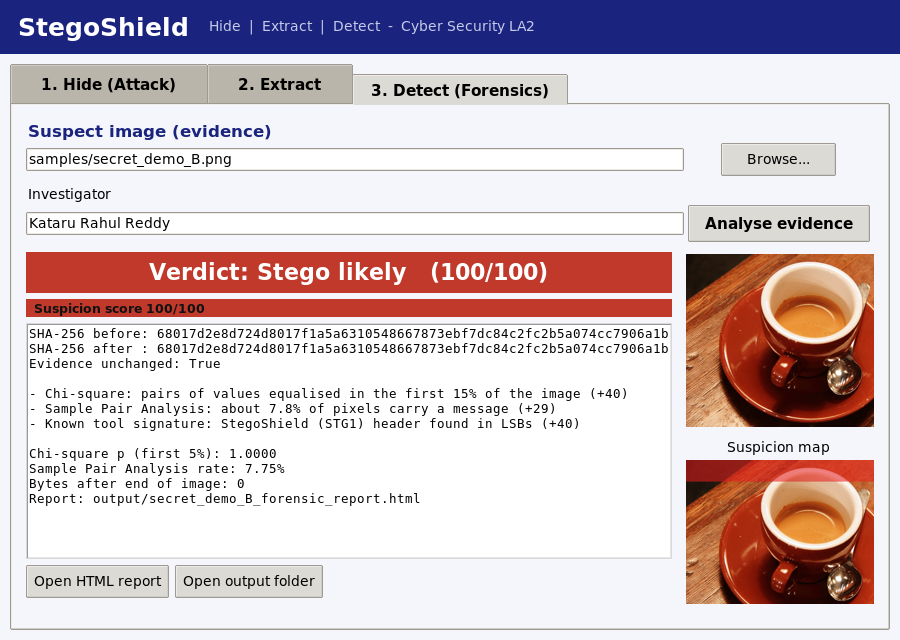 StegoShield Hide | Extract | Detect - Cyber Security LA2
1. Hide (Attack) 2. Extract 3. Detect (Forensics)
Suspect image (evidence)
samples/secret_demo_B.png Browse...
Investigator
Kataru Rahul Reddy Analyse evidence
Verdict: Stego likely (100/100)
Suspicion score 100/100
SHA-256 before: 68017d2e8d724d8017f1a5a6310548667873ebf7dc84c2fc2b5a074cc7906a1b
SHA-256 after : 68017d2e8d724d8017f1a5a6310548667873ebf7dc84c2fc2b5a074cc7906a1b
Evidence unchanged: True
- Chi-square: pairs of values equalised in the first 15% of the image (+40)
- Sample Pair Analysis: about 7.8% of pixels carry a message (+29)
- Known tool signature: StegoShield (STG1) header found in LSBs (+40)
Suspicion map
Chi-square p (first 5%): 1.0000
Sample Pair Analysis rate: 7.75%
Bytes after end of image: 0
Report: output/secret_demo_B_forensic_report.html
Open HTML report Open output folder